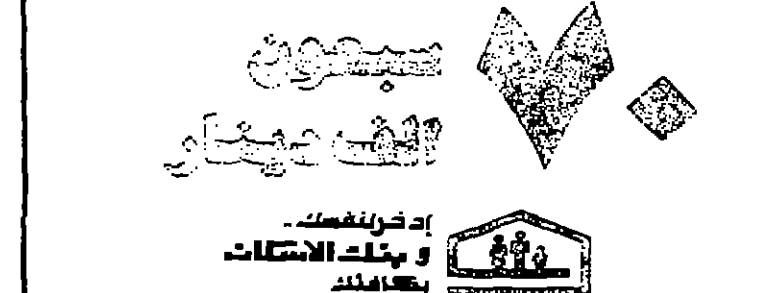 سبعون
٧٠
ألف دينار
إدخر لنفسك..
و بنك الاسكان
يكافئك